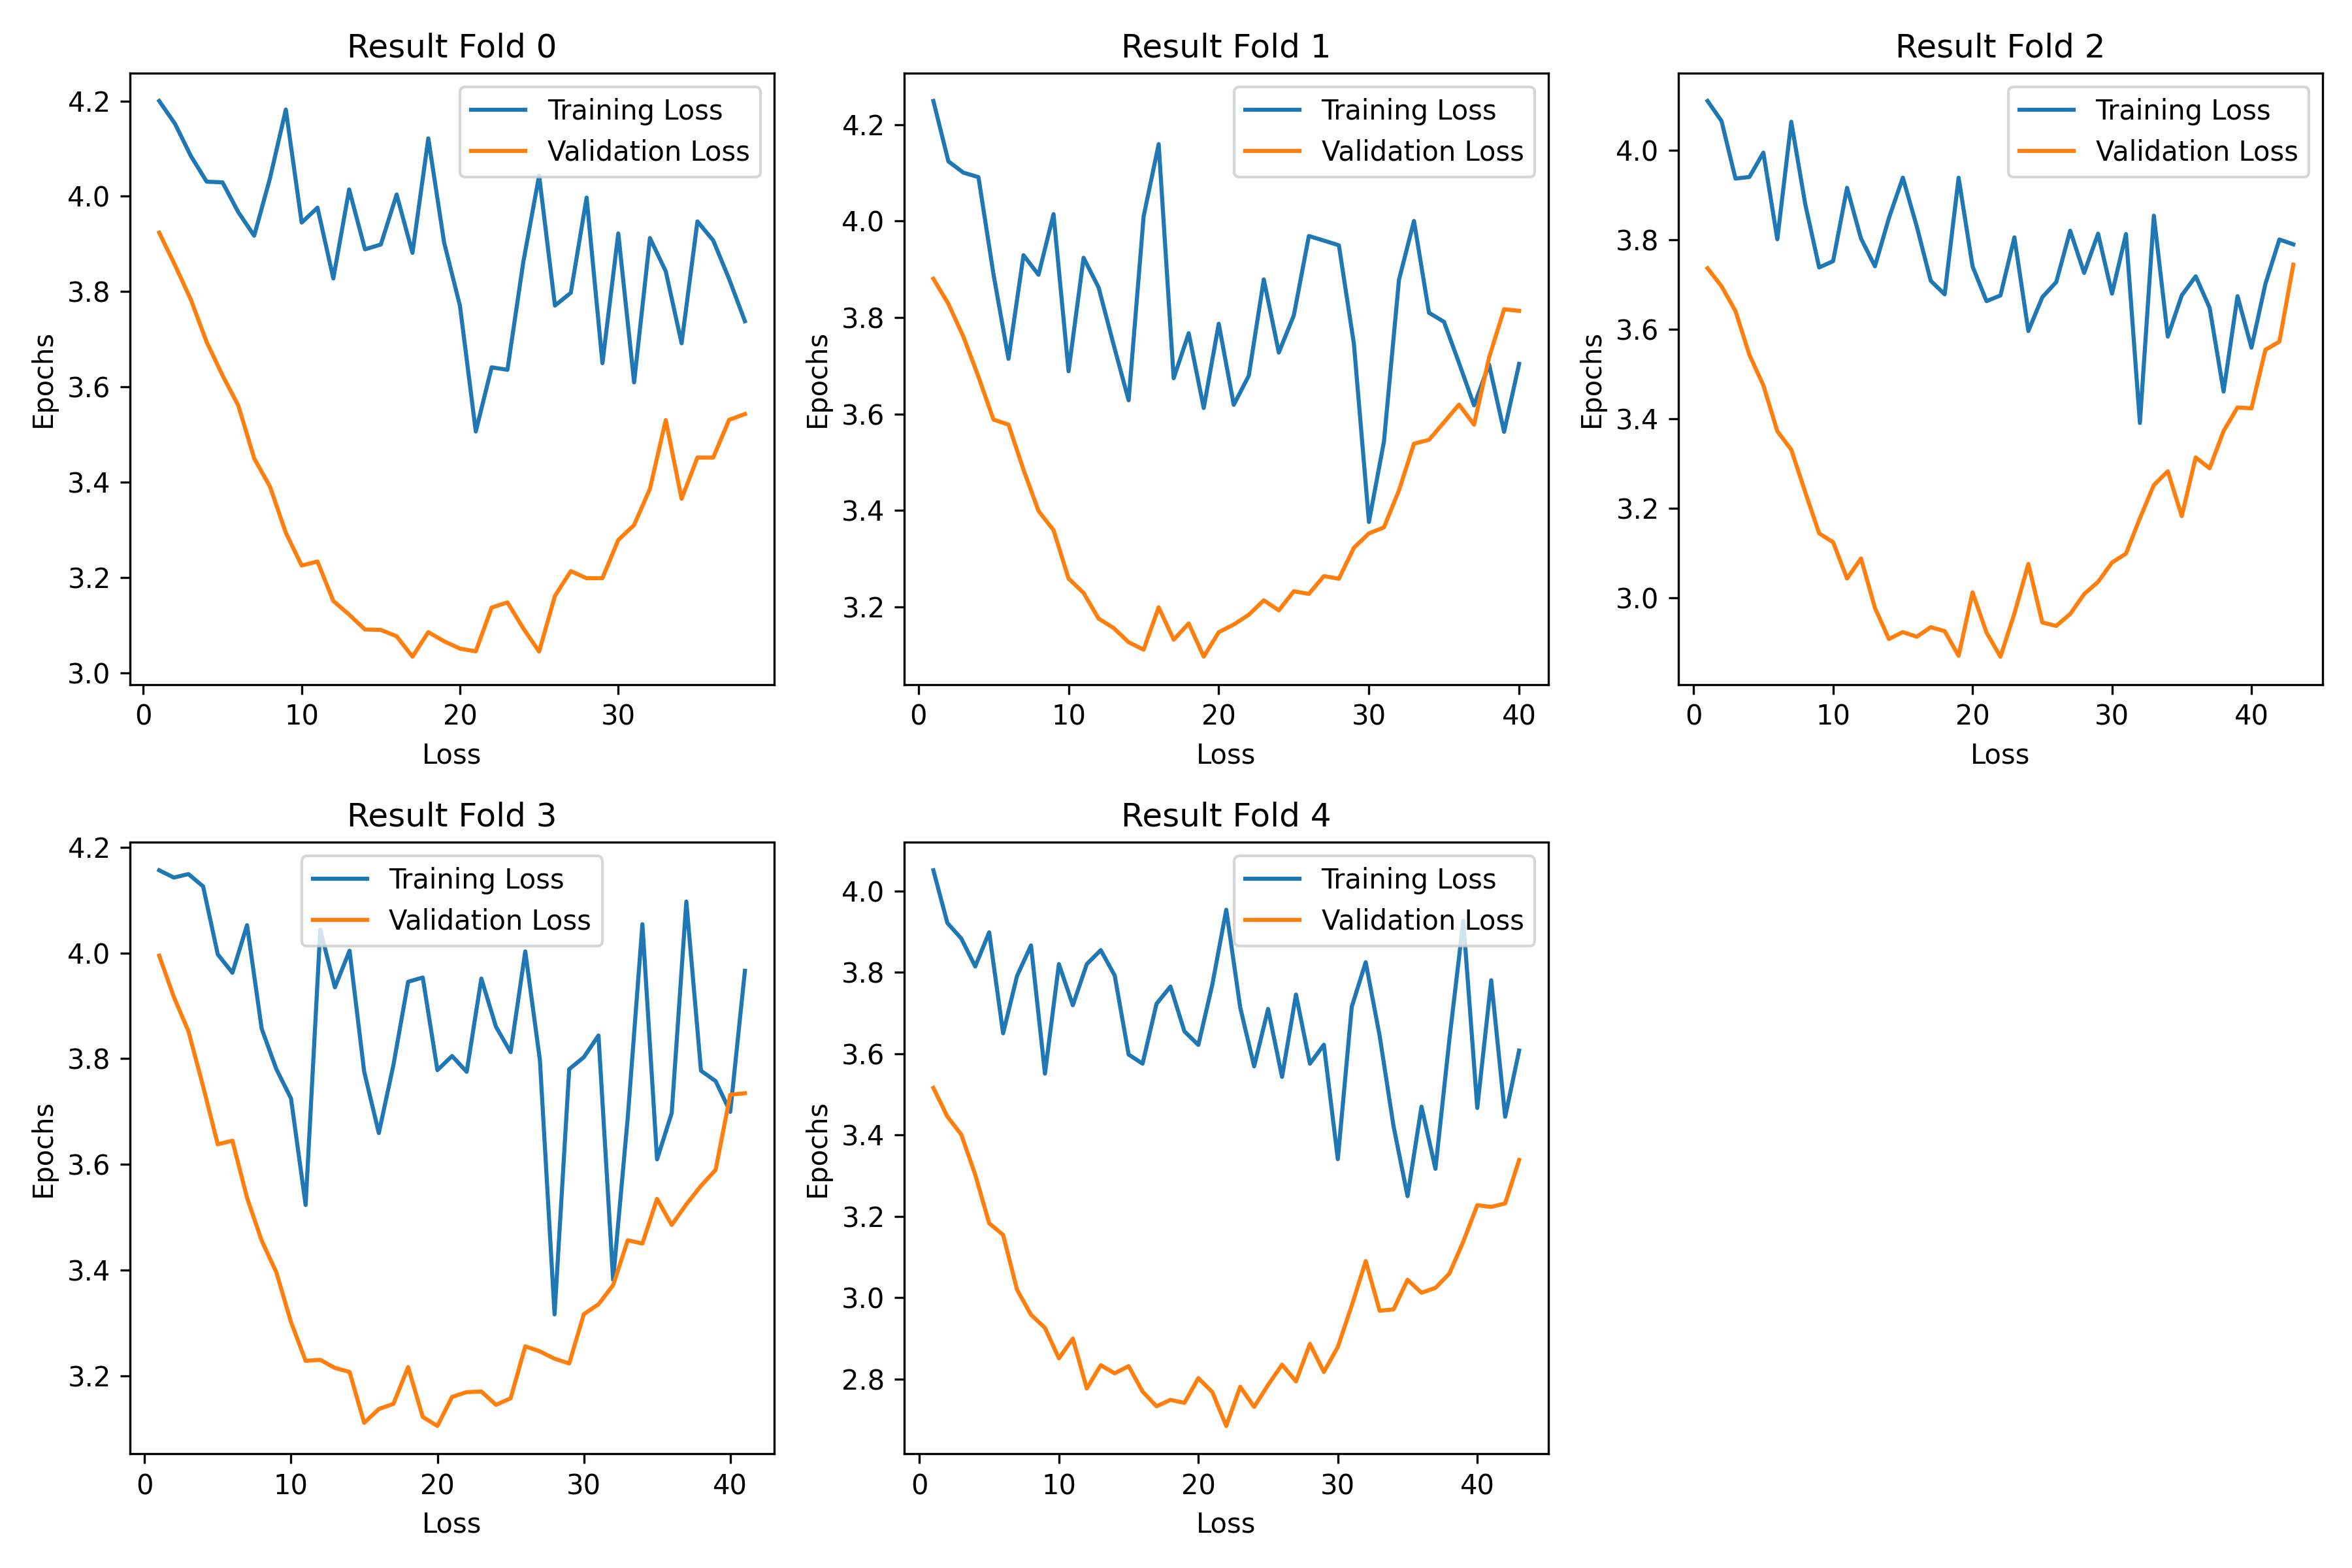 Result Fold 0
Training Loss
Validation Loss
4.2
4.0
3.8
3.6
3.4
3.2
3.0
Epochs
0 10 20 30
Loss
Result Fold 1
Training Loss
Validation Loss
4.2
4.0
3.8
3.6
3.4
3.2
Epochs
0 10 20 30 40
Loss
Result Fold 2
Training Loss
Validation Loss
4.0
3.8
3.6
3.4
3.2
3.0
Epochs
0 10 20 30 40
Loss
Result Fold 3
Training Loss
Validation Loss
4.2
4.0
3.8
3.6
3.4
3.2
Epochs
0 10 20 30 40
Loss
Result Fold 4
Training Loss
Validation Loss
4.0
3.8
3.6
3.4
3.2
3.0
2.8
Epochs
0 10 20 30 40
Loss